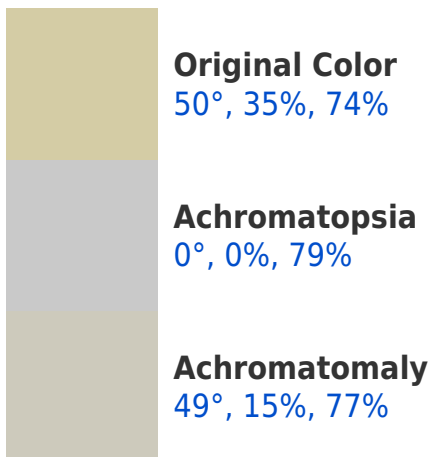 Original Color
50°, 35%, 74%
Achromatopsia
0°, 0%, 79%
Achromatomaly
49°, 15%, 77%